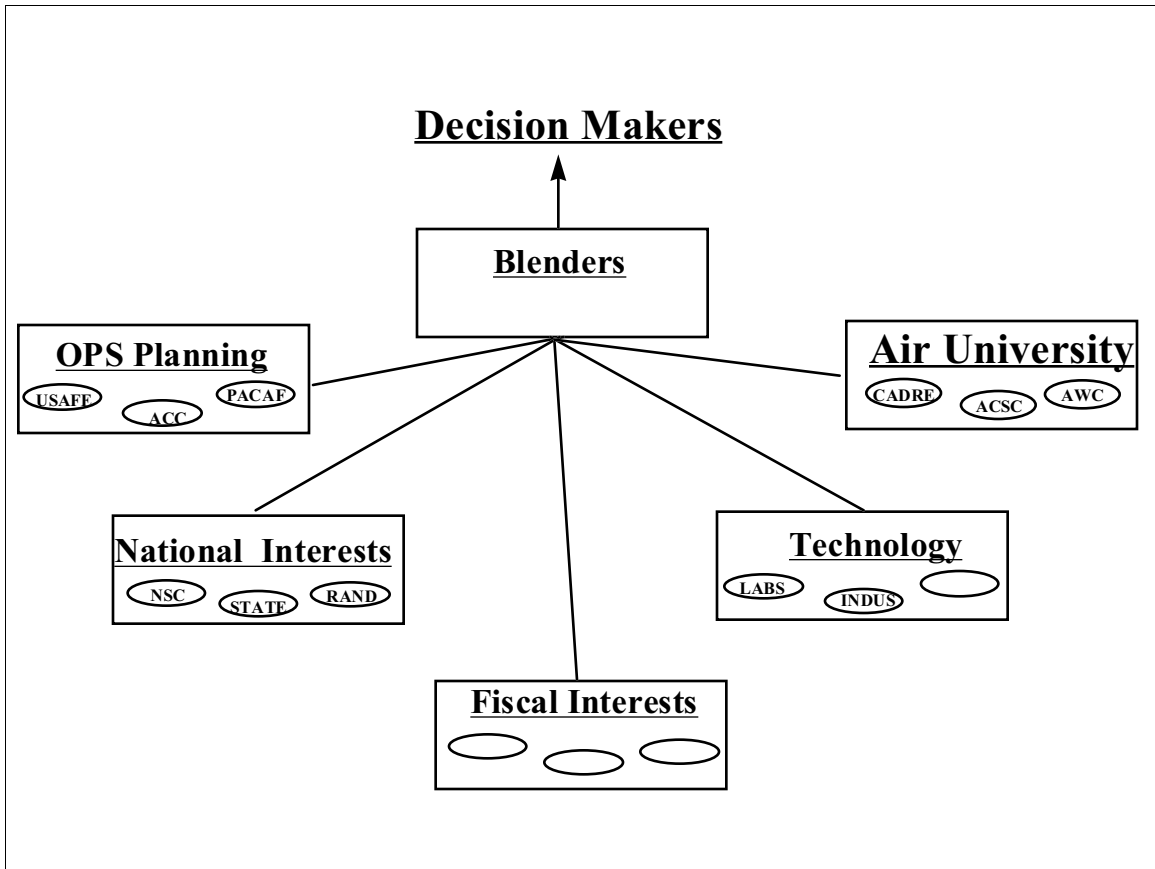 Decision Makers
Blenders
OPS Planning
USAFE
ACC
PACAF
Air University
CADRE
ACSC
AWC
National Interests
NSC
STATE
RAND
Technology
LABS
INDUS
Fiscal Interests